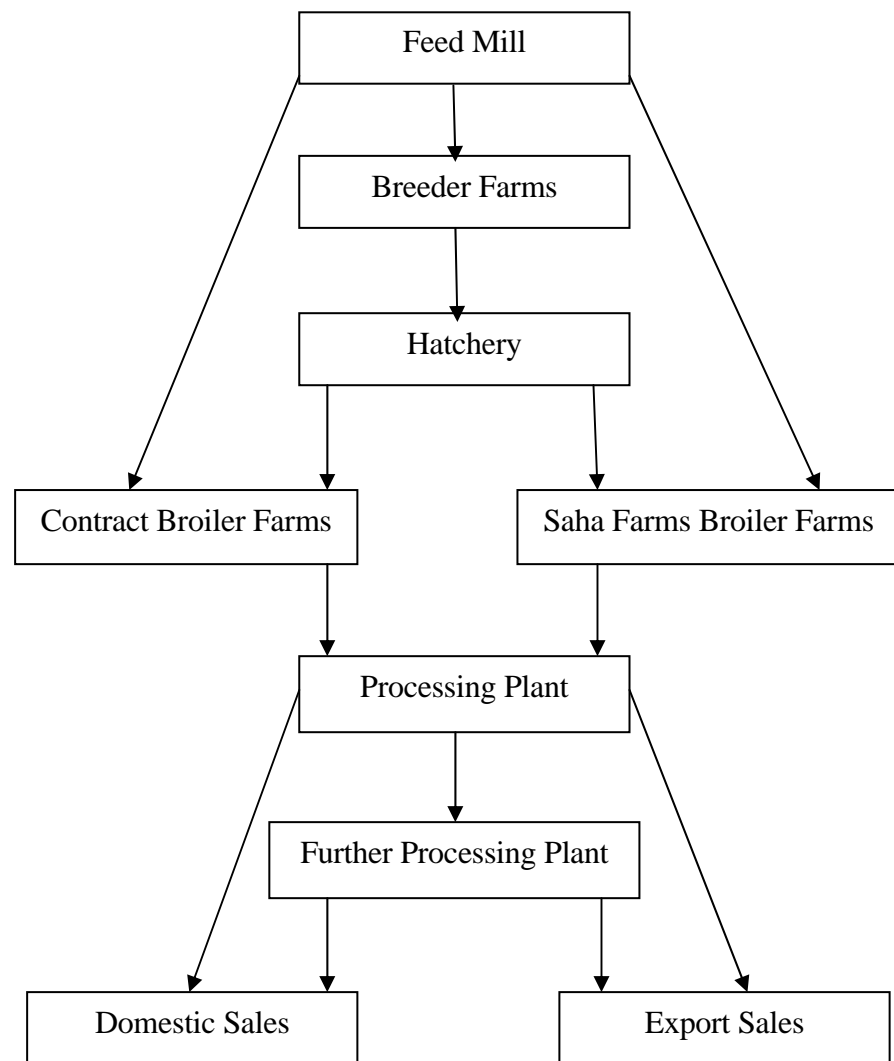 Feed Mill
Breeder Farms
Hatchery
Contract Broiler Farms
Saha Farms Broiler Farms
Processing Plant
Further Processing Plant
Domestic Sales
Export Sales